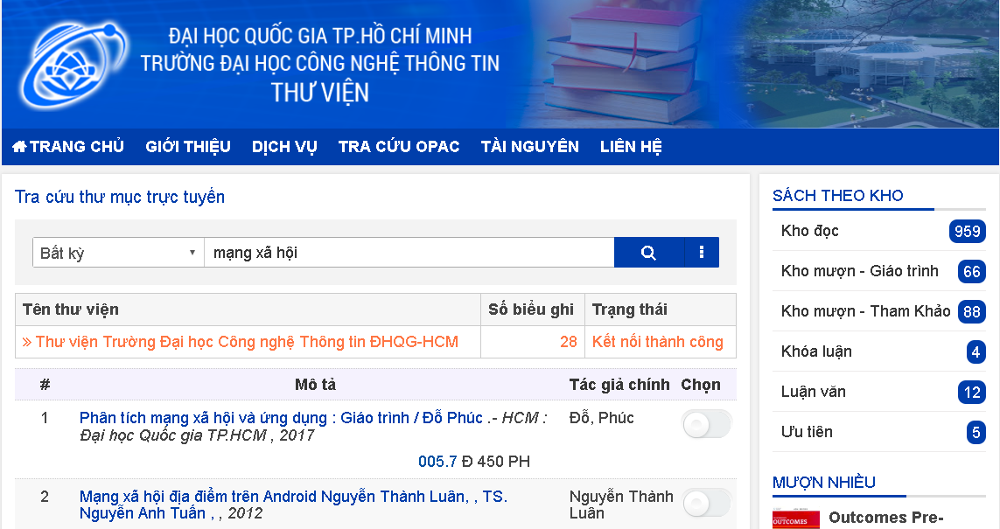 ĐẠI HỌC QUỐC GIA TP.HỒ CHÍ MINH
TRƯỜNG ĐẠI HỌC CÔNG NGHỆ THÔNG TIN
THƯ VIỆN
TRANG CHỦ GIỚI THIỆU DỊCH VỤ TRA CỨU OPAC TÀI NGUYÊN LIÊN HỆ
Tra cứu thư mục trực tuyến
Bất kỳ mạng xã hội
Tên thư viện Số biểu ghi Trạng thái
» Thư viện Trường Đại học Công nghệ Thông tin ĐHQG-HCM 28 Kết nối thành công
# Mô tả Tác giả chính Chọn
1 Phân tích mạng xã hội và ứng dụng : Giáo trình / Đỗ Phúc .- HCM : Đỗ, Phúc
Đại học Quốc gia TP.HCM , 2017
005.7 Đ 450 PH
2 Mạng xã hội địa điểm trên Android Nguyễn Thành Luân, , TS. Nguyễn Thành
Nguyễn Anh Tuấn , , 2012 Luân
SÁCH THEO KHO
Kho đọc 959
Kho mượn - Giáo trình 66
Kho mượn - Tham Khảo 88
Khóa luận 4
Luận văn 12
Ưu tiên 5
MƯỢN NHIỀU
OUTCOMES Outcomes Pre-